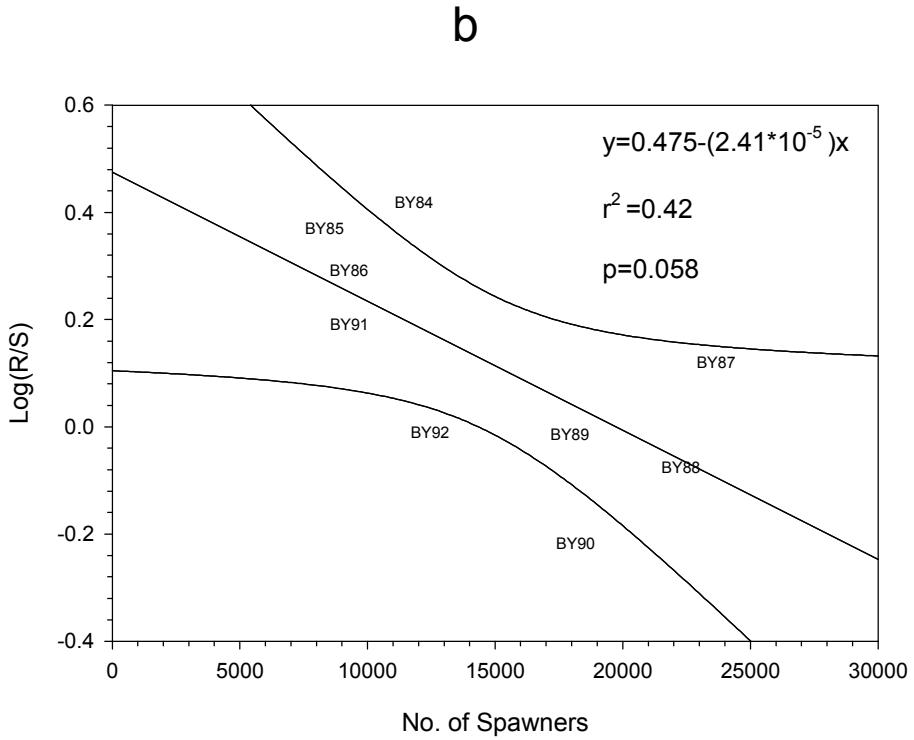 b
y=0.475-(2.41*10-5 )x
r2 =0.42
p=0.058
Log(R/S)
0.6
0.4
0.2
0.0
-0.2
-0.4
BY84
BY85
BY86
BY91
BY87
BY92
BY89
BY88
BY90
0 5000 10000 15000 20000 25000 30000
No. of Spawners